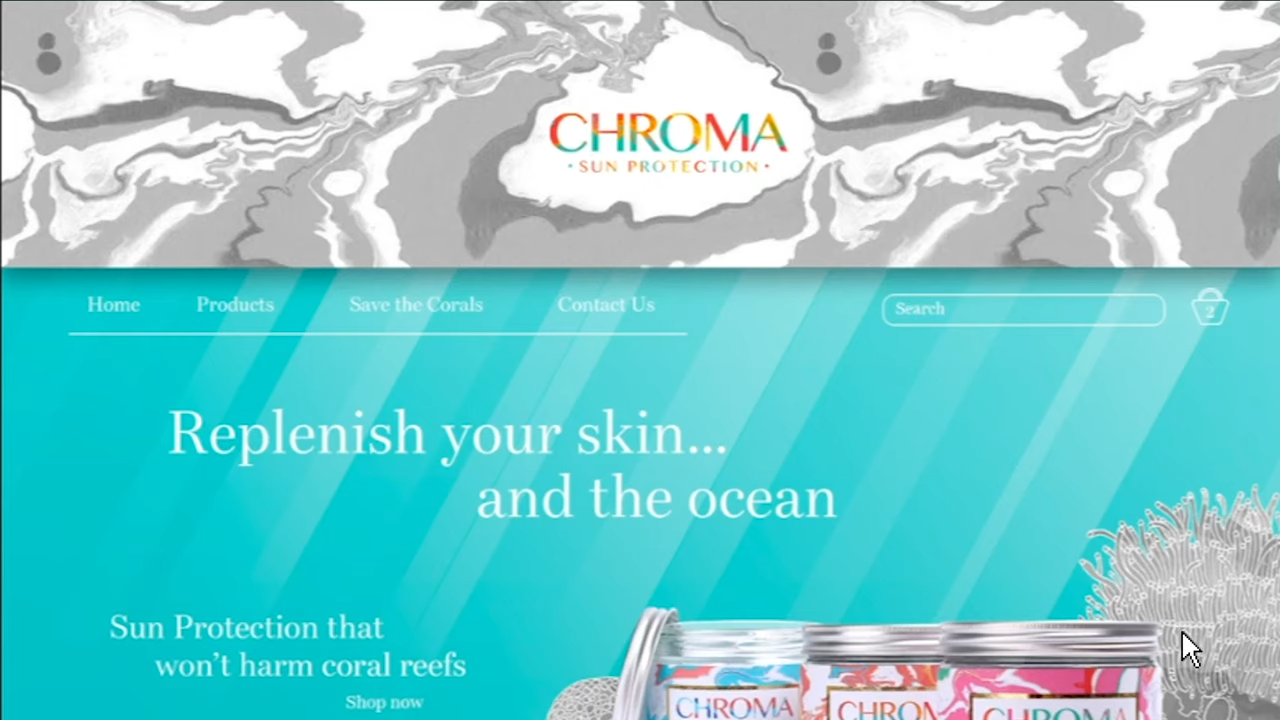 CHROMA
· SUN PROTECTION ·
Home Products Save the Corals Contact Us Search 2
Replenish your skin...
and the ocean
Sun Protection that
won't harm coral reefs
Shop now
CHROMA CHROM CHROMA